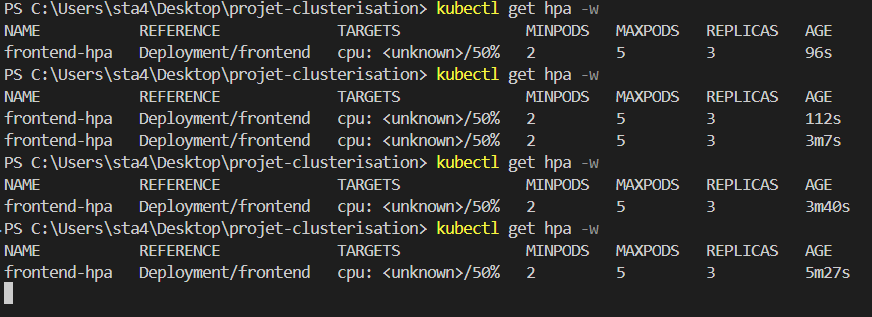 PS C:\Users\sta4\Desktop\projet-clusterisation> kubectl get hpa -w
NAME REFERENCE TARGETS MINPODS MAXPODS REPLICAS AGE
frontend-hpa Deployment/frontend cpu: <unknown>/50% 2 5 3 96s
PS C:\Users\sta4\Desktop\projet-clusterisation> kubectl get hpa -w
NAME REFERENCE TARGETS MINPODS MAXPODS REPLICAS AGE
frontend-hpa Deployment/frontend cpu: <unknown>/50% 2 5 3 112s
frontend-hpa Deployment/frontend cpu: <unknown>/50% 2 5 3 3m7s
PS C:\Users\sta4\Desktop\projet-clusterisation> kubectl get hpa -w
NAME REFERENCE TARGETS MINPODS MAXPODS REPLICAS AGE
frontend-hpa Deployment/frontend cpu: <unknown>/50% 2 5 3 3m40s
PS C:\Users\sta4\Desktop\projet-clusterisation> kubectl get hpa -w
NAME REFERENCE TARGETS MINPODS MAXPODS REPLICAS AGE
frontend-hpa Deployment/frontend cpu: <unknown>/50% 2 5 3 5m27s